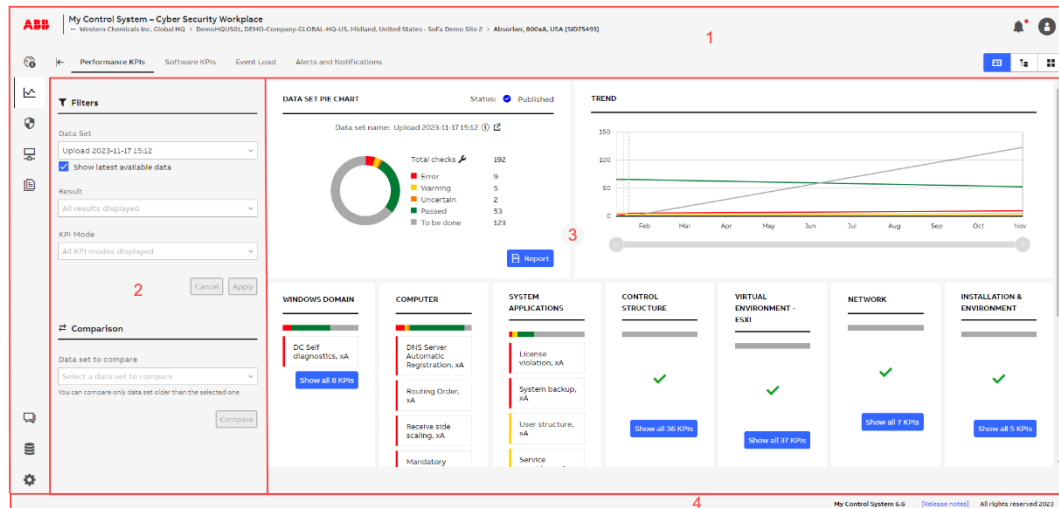 ABB
My Control System – Cyber Security Workplace
Western Chemicals Inc. Global HQ > DemoHQUS01, DEMO-Company-GLOBAL-HQ-US, Midland, United States - SoFa Demo Site 2 > Absorber, 800xA, USA (SID75493)
1
Performance KPIs Software KPIs Event Load Alerts and Notifications
Filters
Data Set
Upload 2023-11-17 15:12
Show latest available data
Result
All results displayed
KPI Mode
All KPI modes displayed
2
Cancel Apply
Comparison
Data set to compare
Select a data set to compare
You can compare only data set older than the selected one
Compare
DATA SET PIE CHART Status: Published
Data set name: Upload 2023-11-17 15:12
Total checks 192
Error 9
Warning 5
Uncertain 2
Passed 53
To be done 123
Report
3
TREND
150
100
50
0
Feb Mar Apr May Jun Jul Aug Sep Oct Nov
WINDOWS DOMAIN
DC Self
diagnostics, xA
Show all 8 KPIs
COMPUTER
DNS Server
Automatic
Registration, xA
Routing Order,
xA
Receive side
scaling, xA
Mandatory
SYSTEM
APPLICATIONS
License
violation, xA
System backup,
xA
User structure,
xA
Service
CONTROL
STRUCTURE
Show all 36 KPIs
VIRTUAL
ENVIRONMENT -
ESXI
Show all 37 KPIs
NETWORK
Show all 7 KPIs
INSTALLATION &
ENVIRONMENT
Show all 5 KPIs
4
My Control System 6.6 [Release notes] All rights reserved 2023